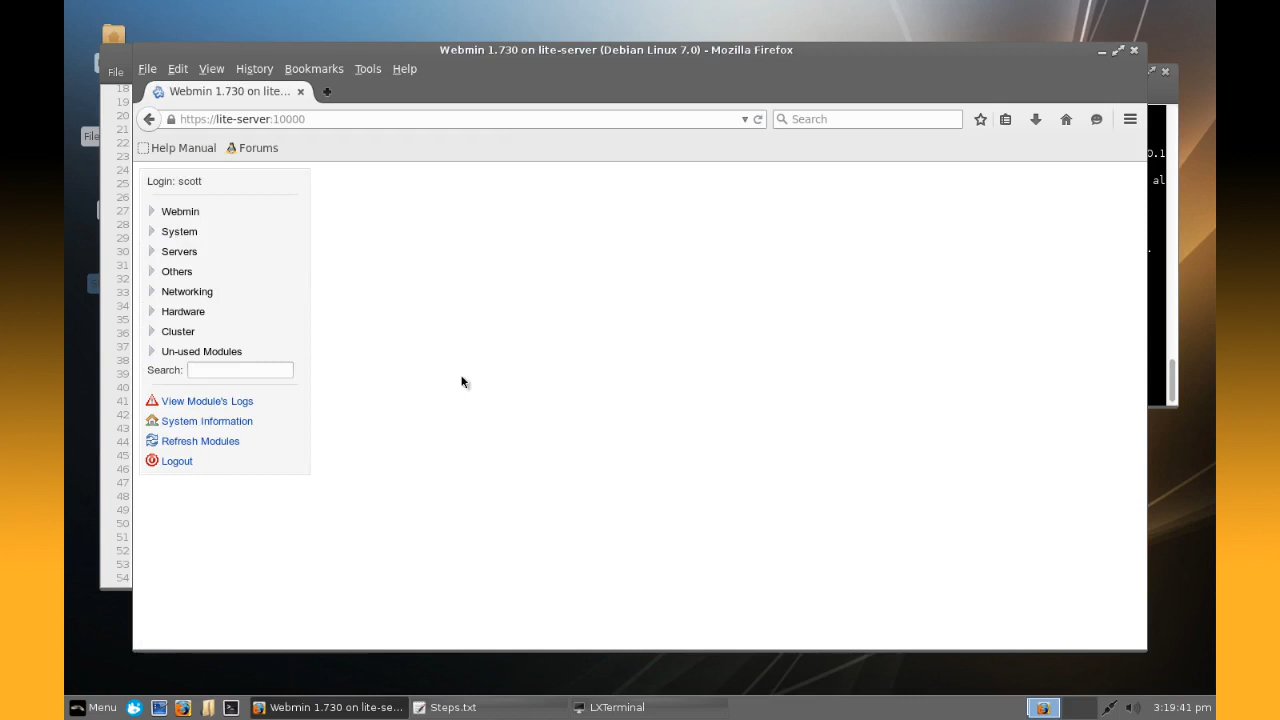 Webmin 1.730 on lite-server (Debian Linux 7.0) - Mozilla Firefox
File
File Edit View History Bookmarks Tools Help
Webmin 1.730 on lite...
https://lite-server:10000
Search
Help Manual Forums
File
18
19
20
21
22
23
24
25
26
27
28
29
30
31
32
33
34
35
36
37
38
39
40
41
42
43
44
45
46
47
48
49
50
51
52
53
54
Login: scott
Webmin
System
Servers
Others
Networking
Hardware
Cluster
Un-used Modules
Search:
View Module's Logs
System Information
Refresh Modules
Logout
0.1
al
.
Menu Webmin 1.730 on lite-se... Steps.txt LXTerminal 3:19:41 pm